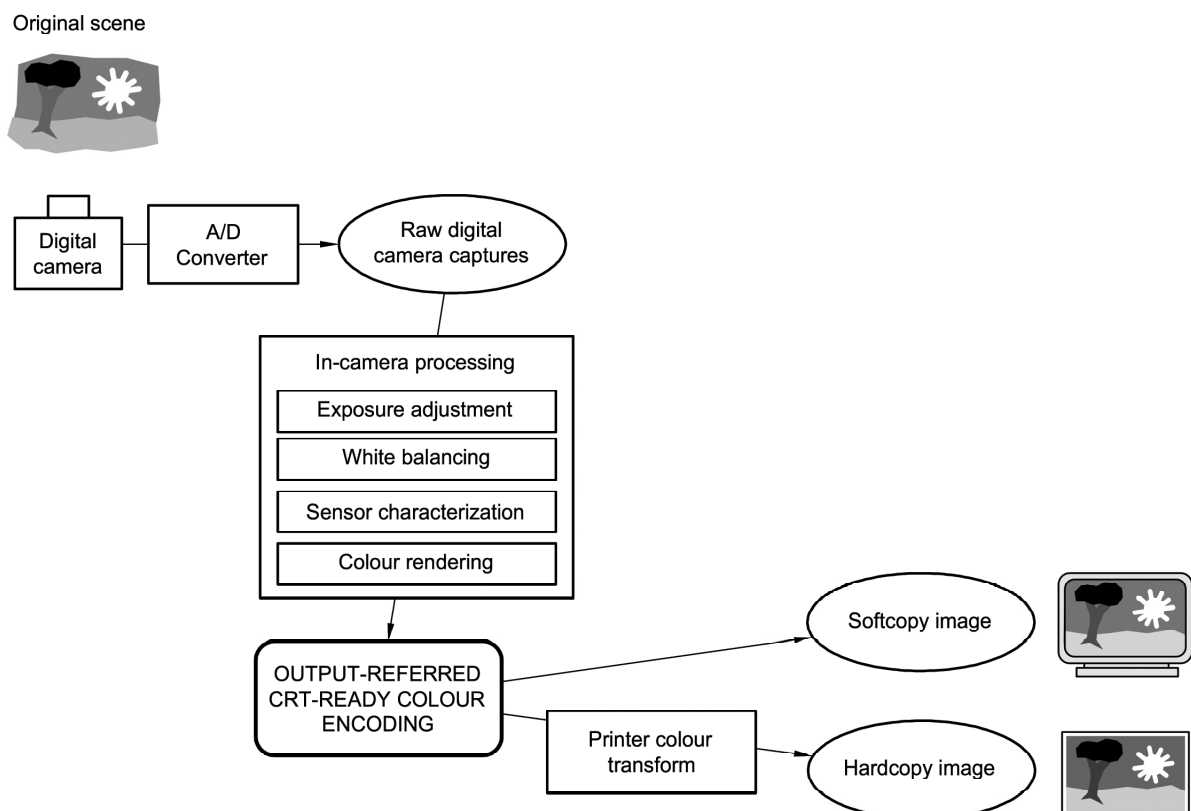 Original scene
Digital
camera
A/D
Converter
Raw digital
camera captures
In-camera processing
Exposure adjustment
White balancing
Sensor characterization
Colour rendering
OUTPUT-REFERRED
CRT-READY COLOUR
ENCODING
Softcopy image
Printer colour
transform
Hardcopy image